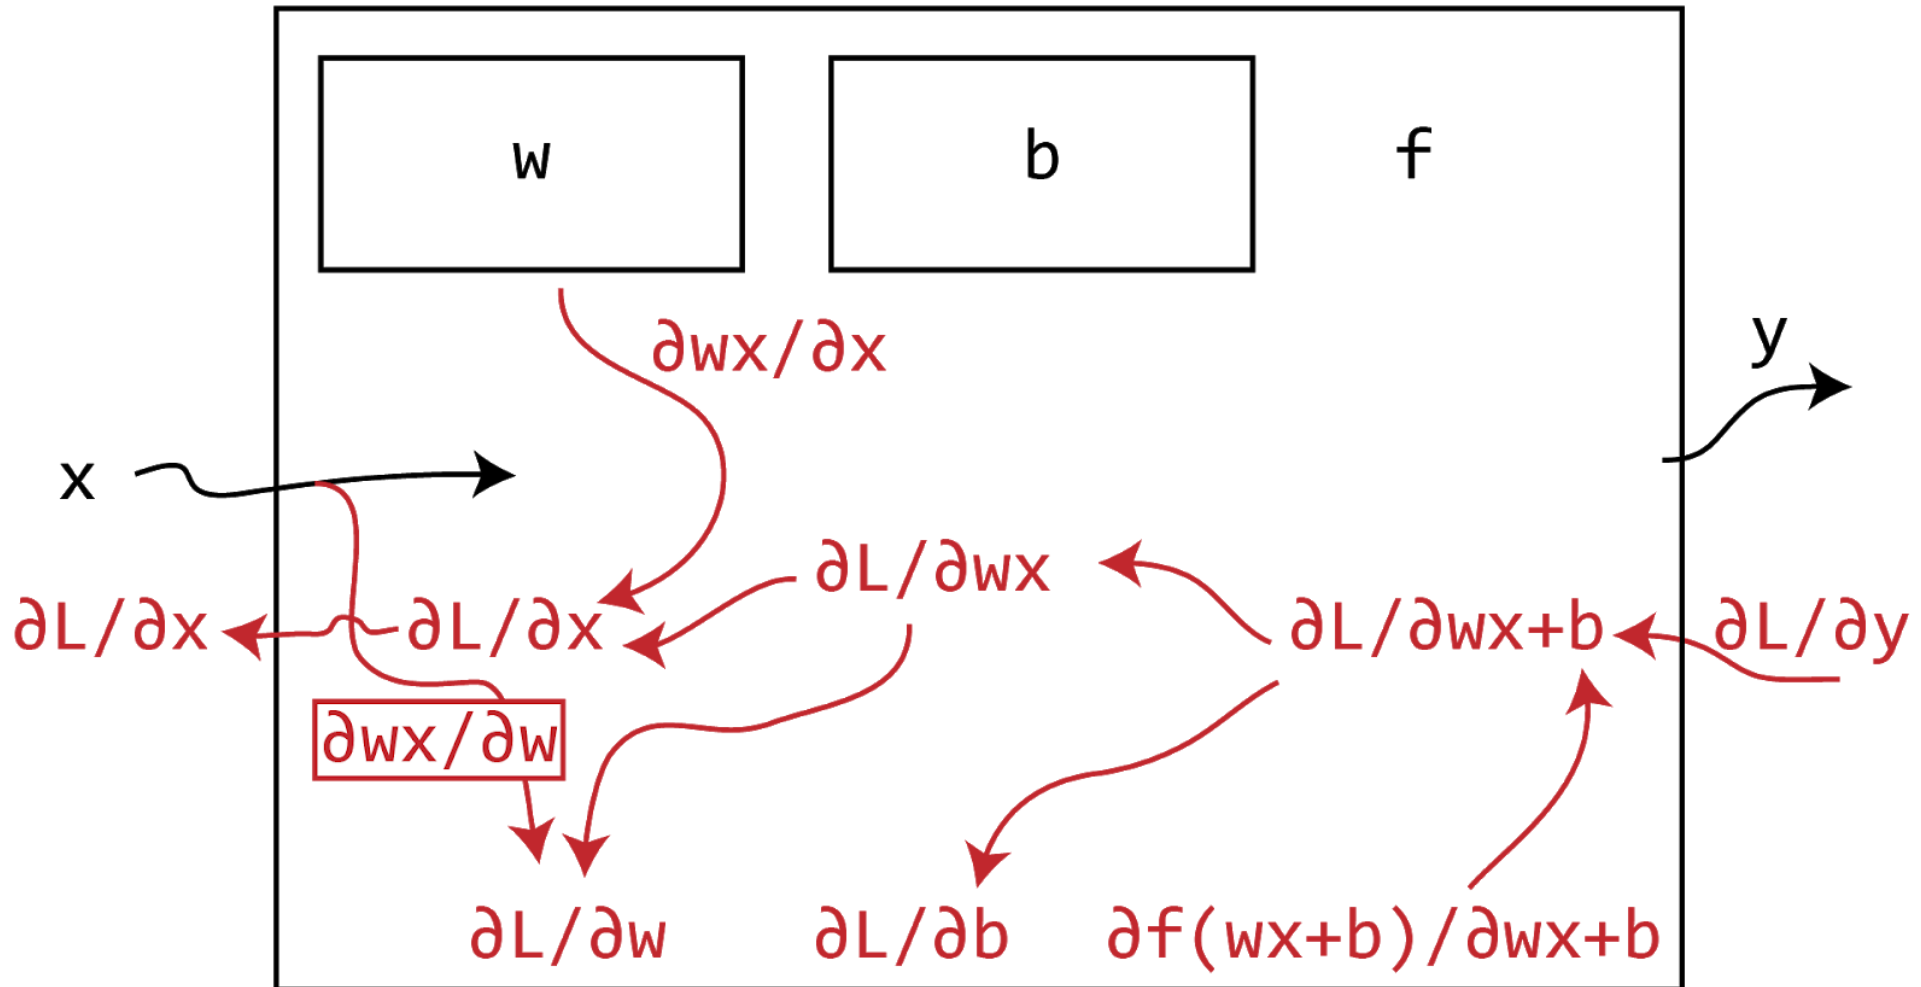 w
b
f
∂wx/∂x
y
x
∂L/∂wx
∂L/∂x
∂L/∂x
∂L/∂wx+b
∂L/∂y
∂wx/∂w
∂L/∂w
∂L/∂b
∂f(wx+b)/∂wx+b